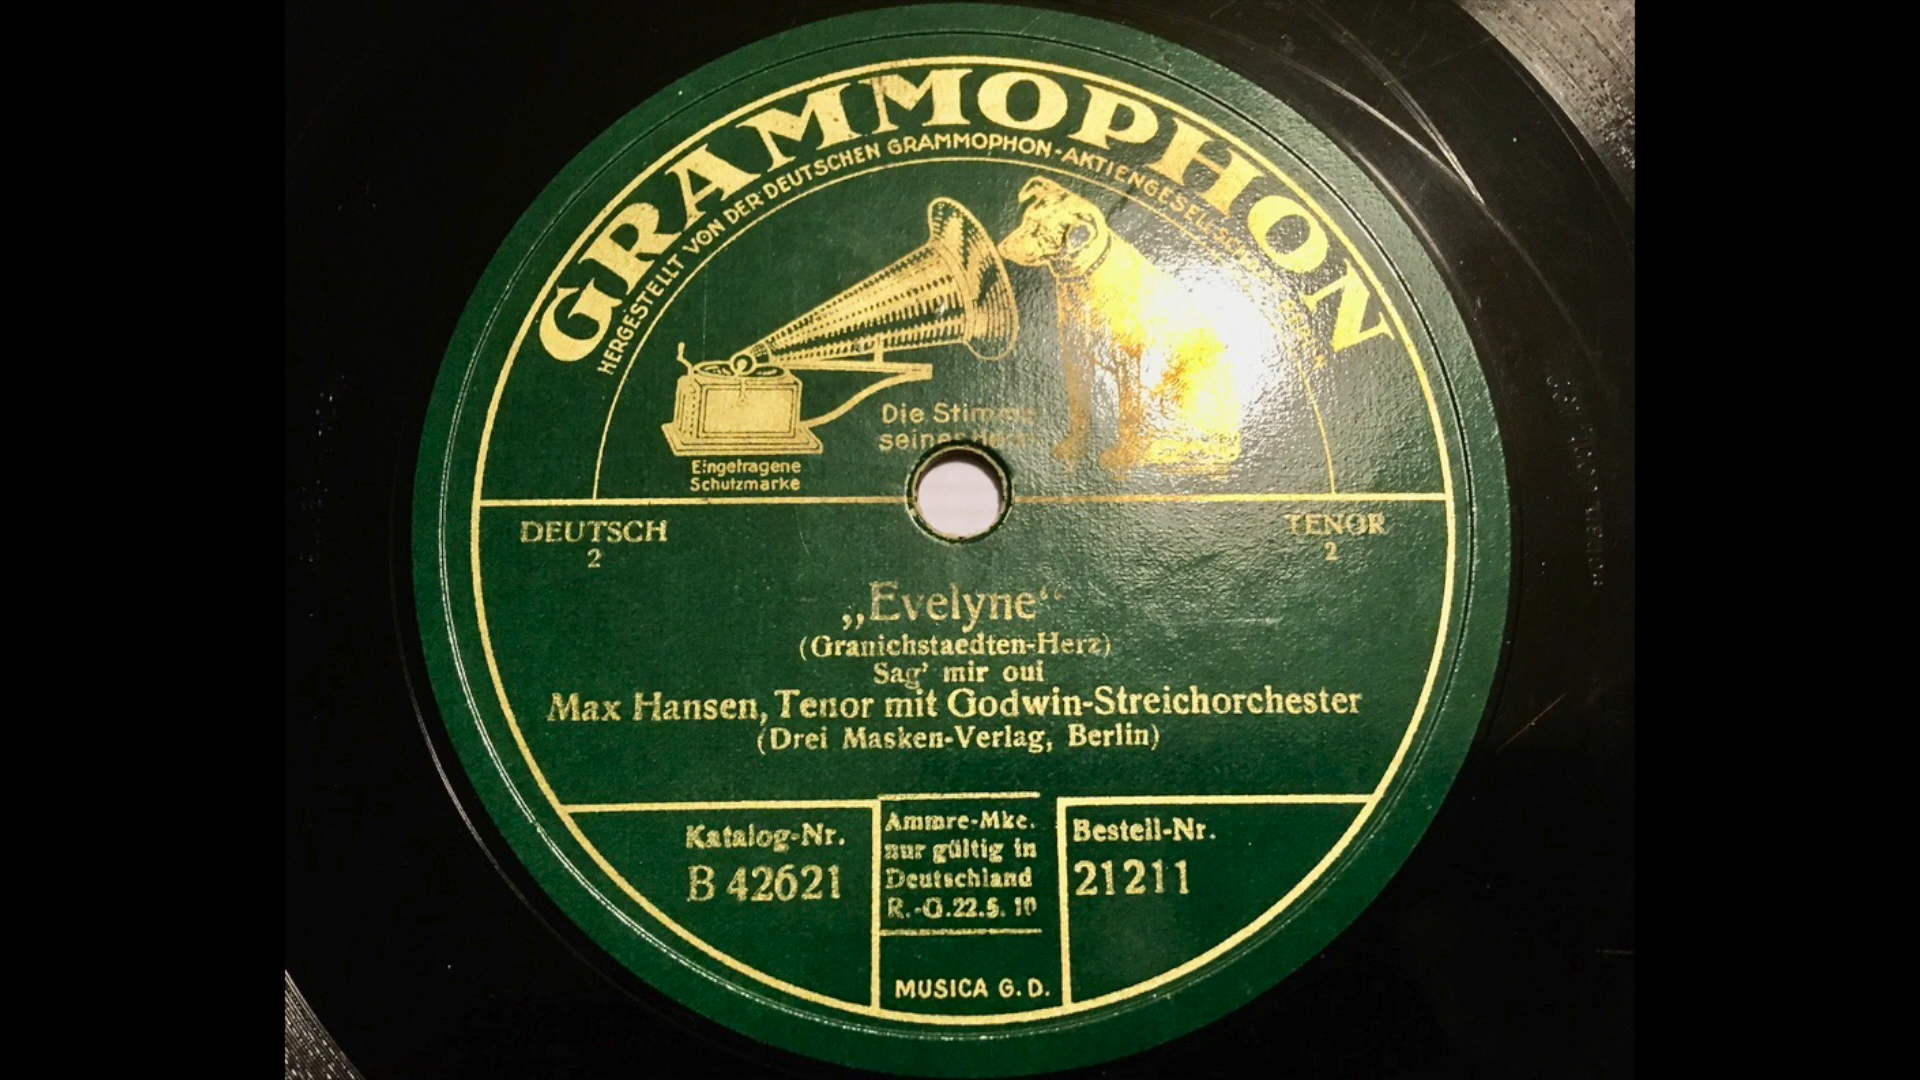 GRAMMOPHON
HERGESTELLT VON DER DEUTSCHEN GRAMMOPHON-AKTIENGESELLSCHAFT
Die Stimme
seines
Eingetragene
Schutzmarke
DEUTSCH
2
TENOR
2
„Evelyne“
(Granichstaedten-Herz)
Sag' mir oui
Max Hansen, Tenor mit Godwin-Streichorchester
(Drei Masken-Verlag, Berlin)
Katalog-Nr.
B 42621
Ammre-Mke.
nur gültig in
Deutschland
R.-G.22.5. 10
Bestell-Nr.
21211
MUSICA G. D.